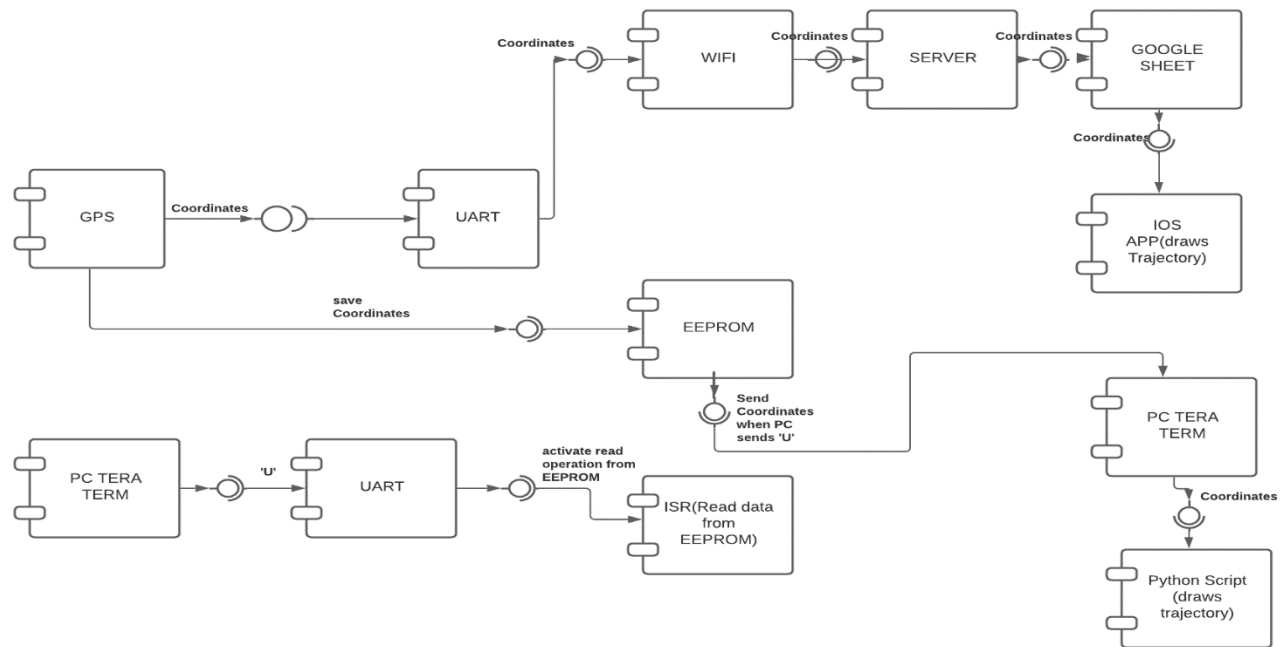 Coordinates
WIFI
Coordinates
SERVER
Coordinates
GOOGLE
SHEET
Coordinates
GPS
Coordinates
UART
IOS
APP(draws
Trajectory)
save
Coordinates
EEPROM
Send
Coordinates
when PC
sends 'U'
PC TERA
TERM
PC TERA
TERM
'U'
UART
activate read
operation from
EEPROM
ISR(Read data
from
EEPROM)
Coordinates
Python Script
(draws
trajectory)